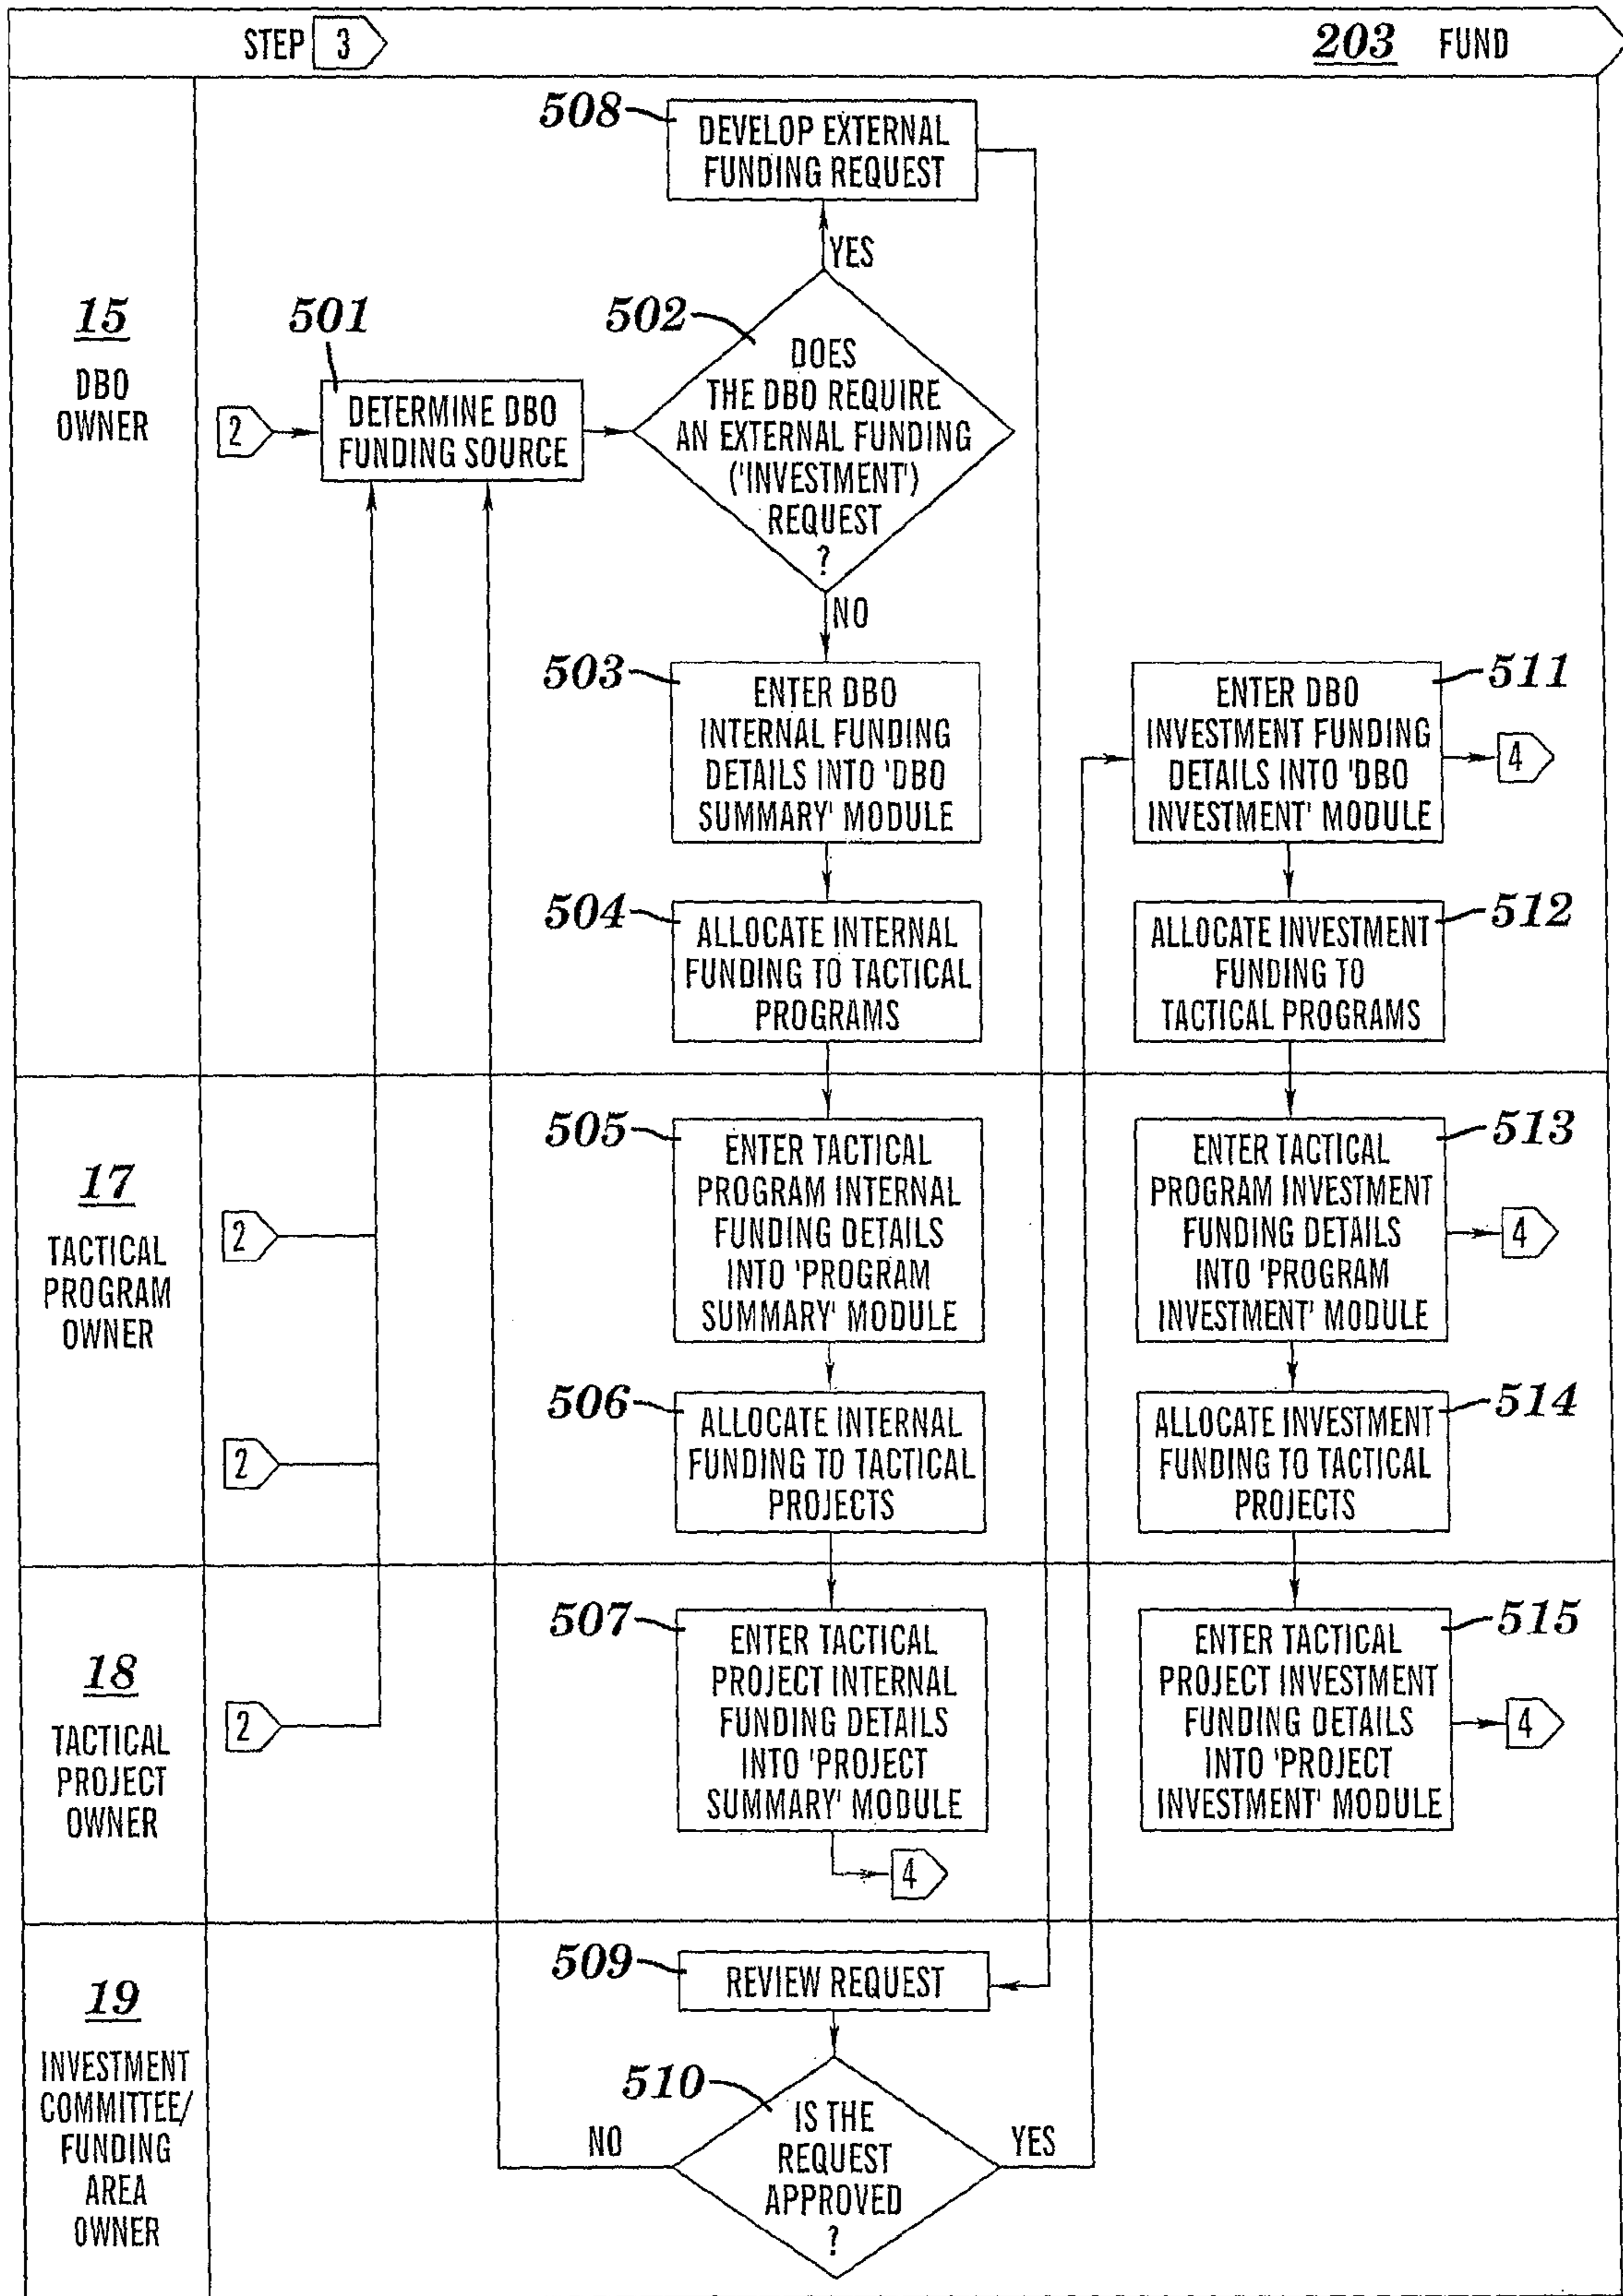 STEP 3
203 FUND
508
DEVELOP EXTERNAL
FUNDING REQUEST
YES
15
DBO
OWNER
501
502
2
DETERMINE DBO
FUNDING SOURCE
DOES
THE DBO REQUIRE
AN EXTERNAL FUNDING
('INVESTMENT')
REQUEST
?
NO
503
ENTER DBO
INTERNAL FUNDING
DETAILS INTO 'DBO
SUMMARY' MODULE
511
ENTER DBO
INVESTMENT FUNDING
DETAILS INTO 'DBO
INVESTMENT' MODULE
4
504
ALLOCATE INTERNAL
FUNDING TO TACTICAL
PROGRAMS
512
ALLOCATE INVESTMENT
FUNDING TO
TACTICAL PROGRAMS
17
TACTICAL
PROGRAM
OWNER
2
2
505
ENTER TACTICAL
PROGRAM INTERNAL
FUNDING DETAILS
INTO 'PROGRAM
SUMMARY' MODULE
513
ENTER TACTICAL
PROGRAM INVESTMENT
FUNDING DETAILS
INTO 'PROGRAM
INVESTMENT' MODULE
4
506
ALLOCATE INTERNAL
FUNDING TO TACTICAL
PROJECTS
514
ALLOCATE INVESTMENT
FUNDING TO TACTICAL
PROJECTS
18
TACTICAL
PROJECT
OWNER
2
507
ENTER TACTICAL
PROJECT INTERNAL
FUNDING DETAILS
INTO 'PROJECT
SUMMARY' MODULE
4
515
ENTER TACTICAL
PROJECT INVESTMENT
FUNDING DETAILS
INTO 'PROJECT
INVESTMENT' MODULE
4
19
INVESTMENT
COMMITTEE/
FUNDING
AREA
OWNER
509
REVIEW REQUEST
510
IS THE
REQUEST
APPROVED
?
NO
YES